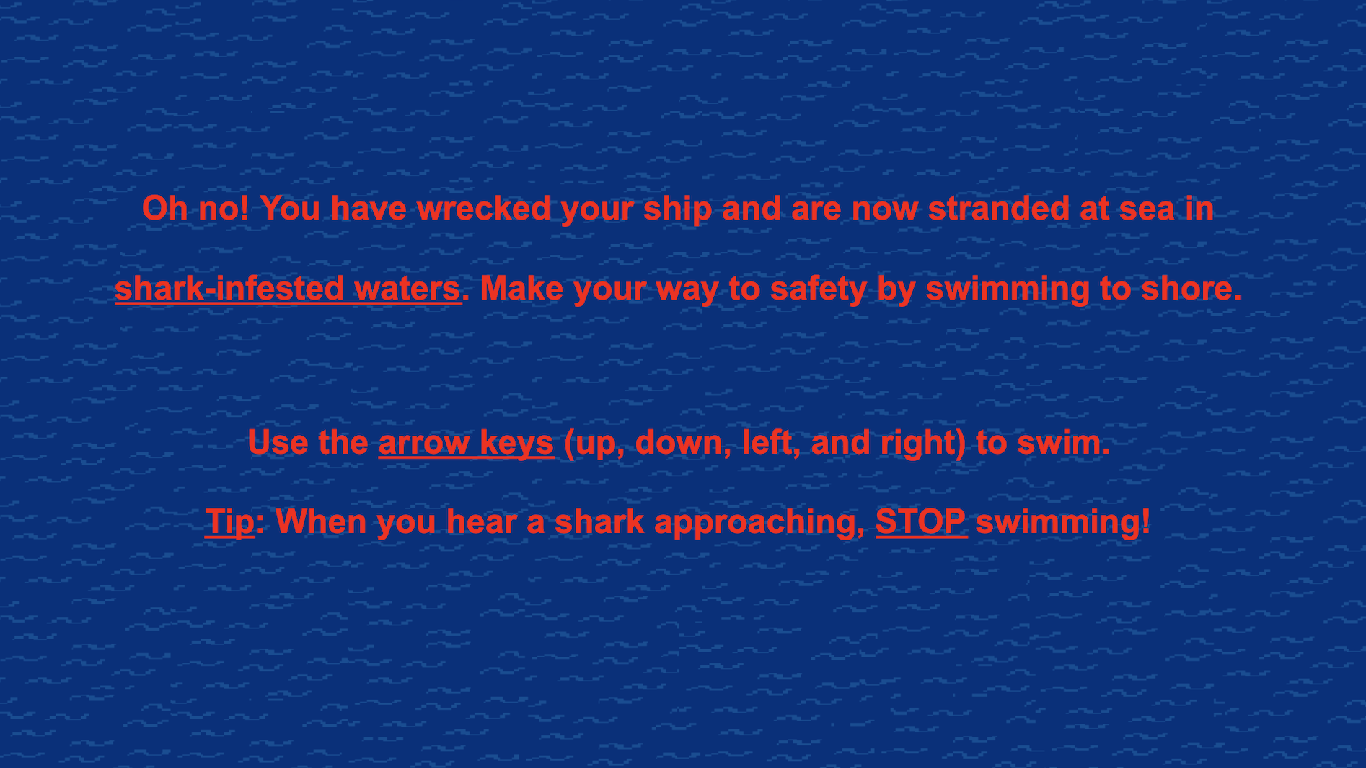 Oh no! You have wrecked your ship and are now stranded at sea in
shark-infested waters. Make your way to safety by swimming to shore.
Use the arrow keys (up, down, left, and right) to swim.
Tip: When you hear a shark approaching, STOP swimming!